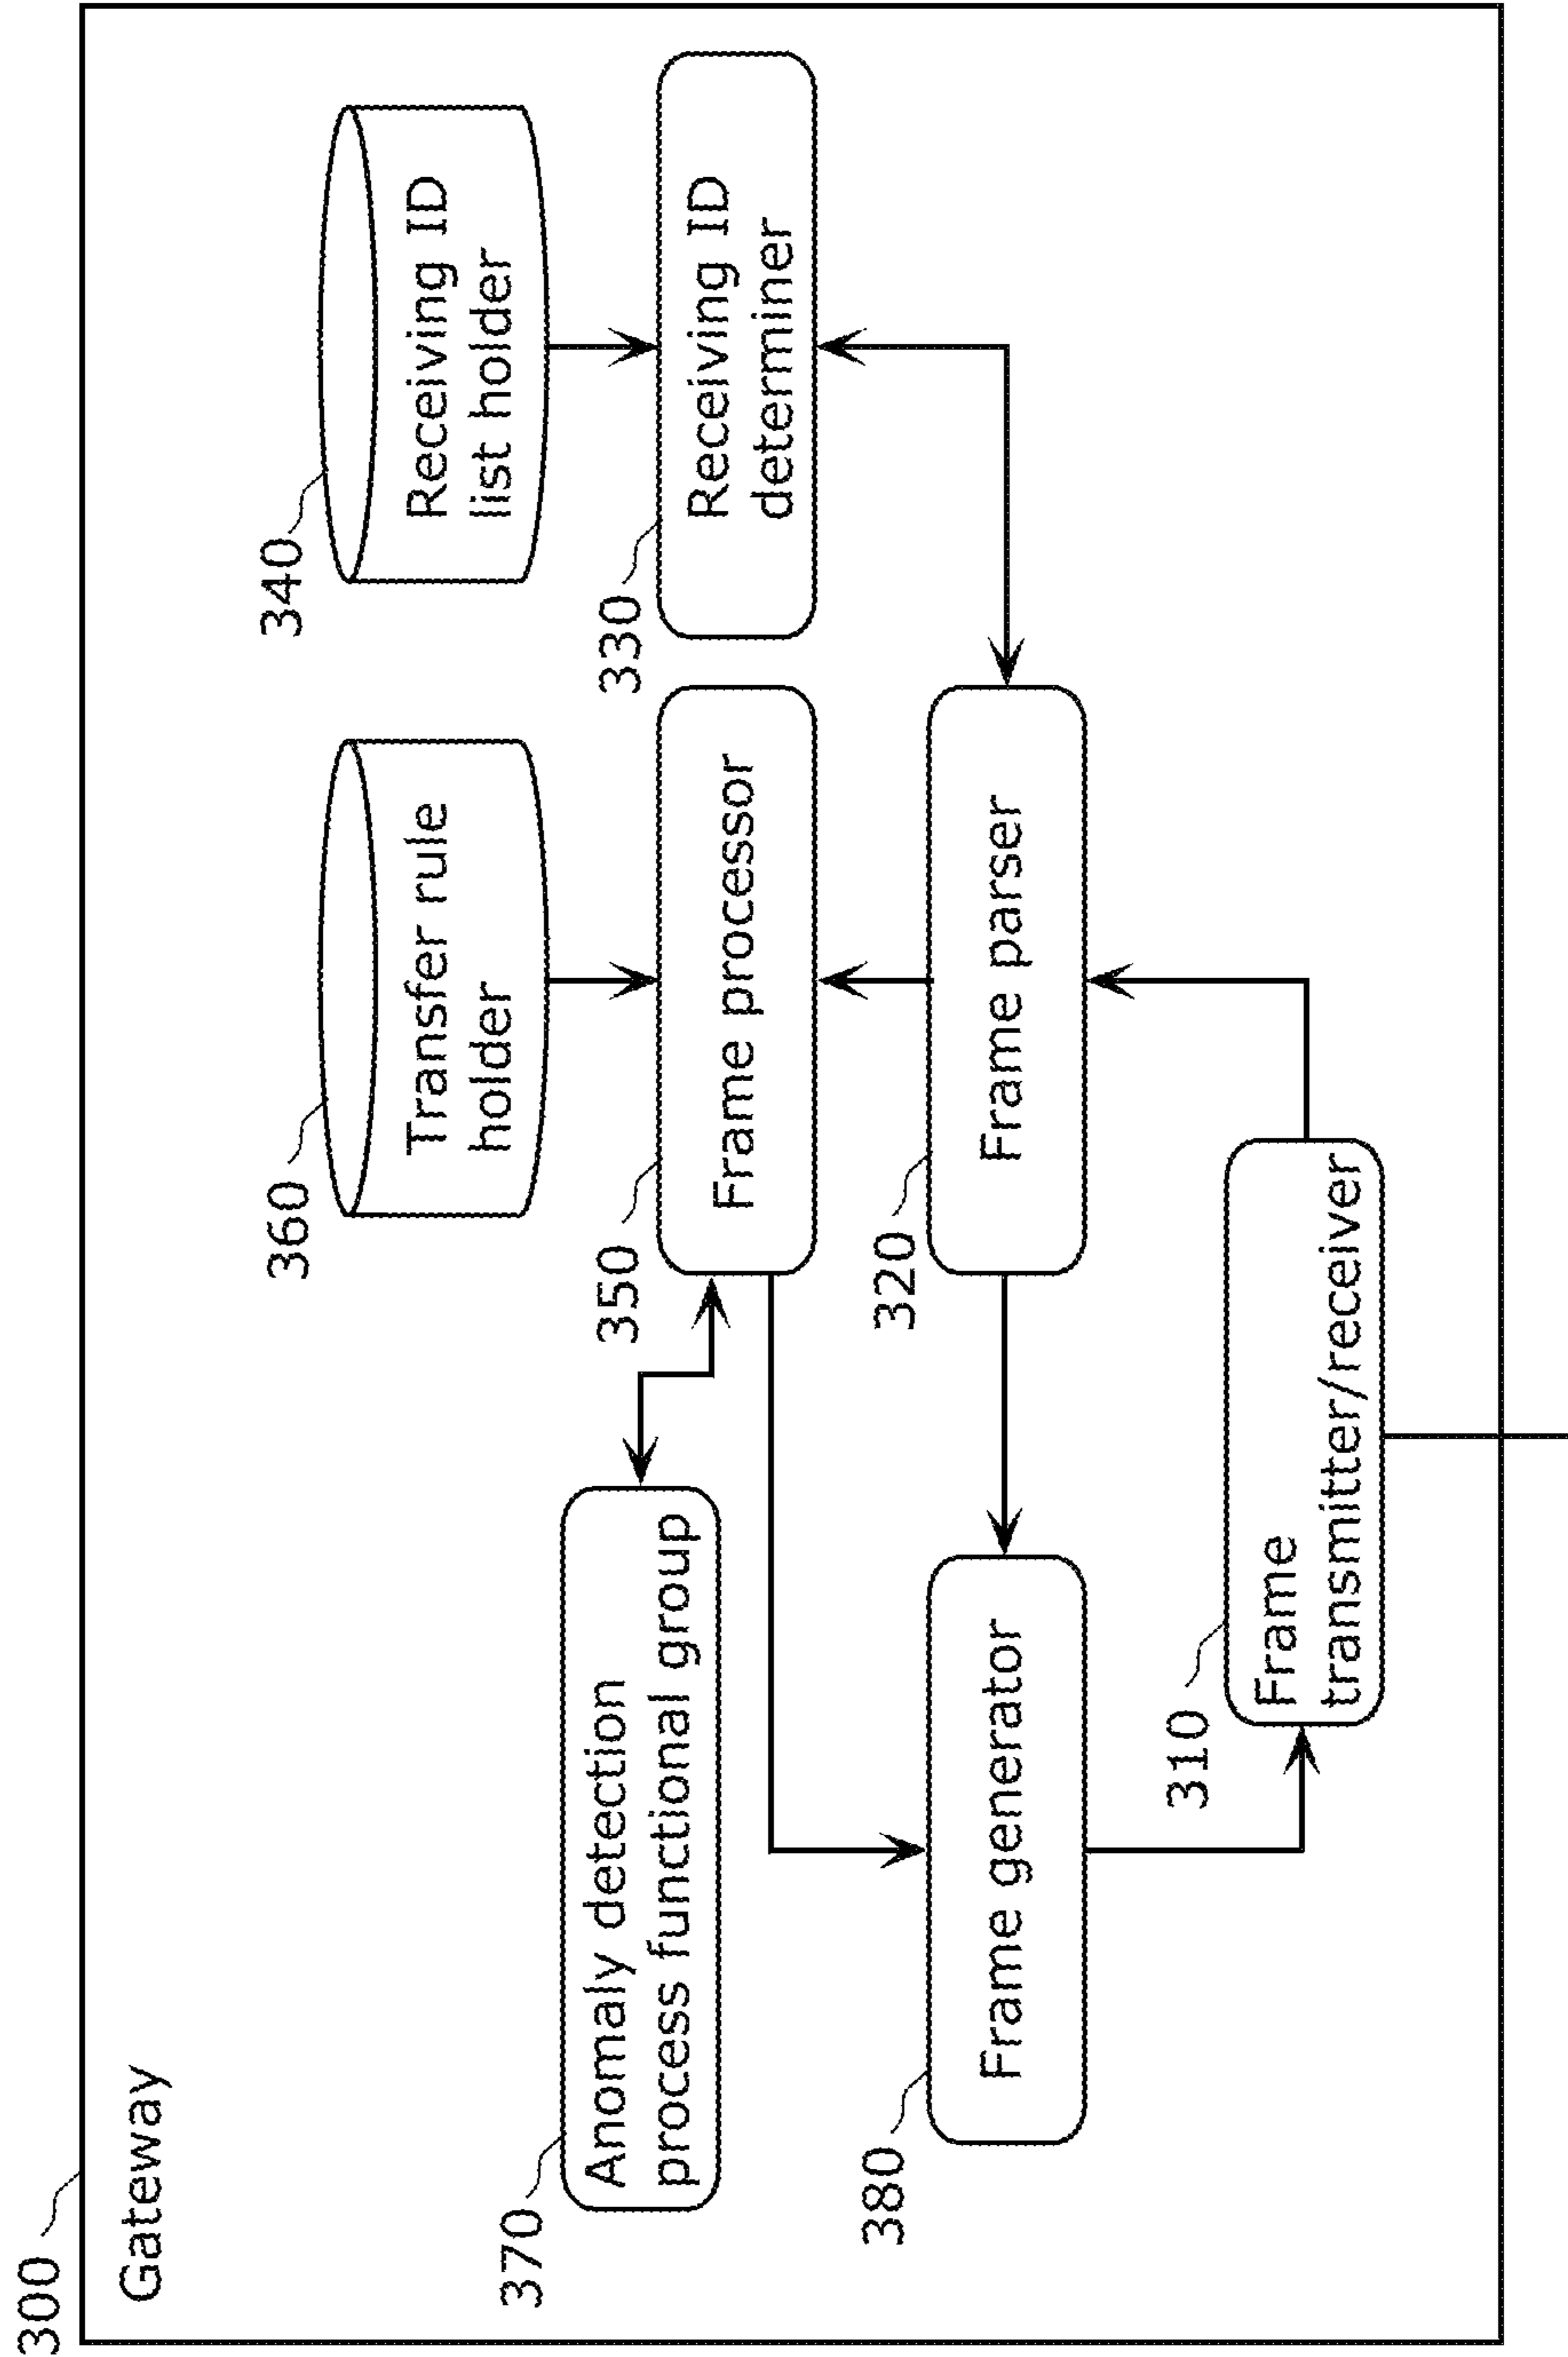 300
Gateway
360
Transfer rule
holder
340
Receiving ID
list holder
370
Anomaly detection
process functional group
350
Frame processor
330
Receiving ID
determiner
380
Frame generator
320
Frame parser
310
Frame
transmitter/receiver